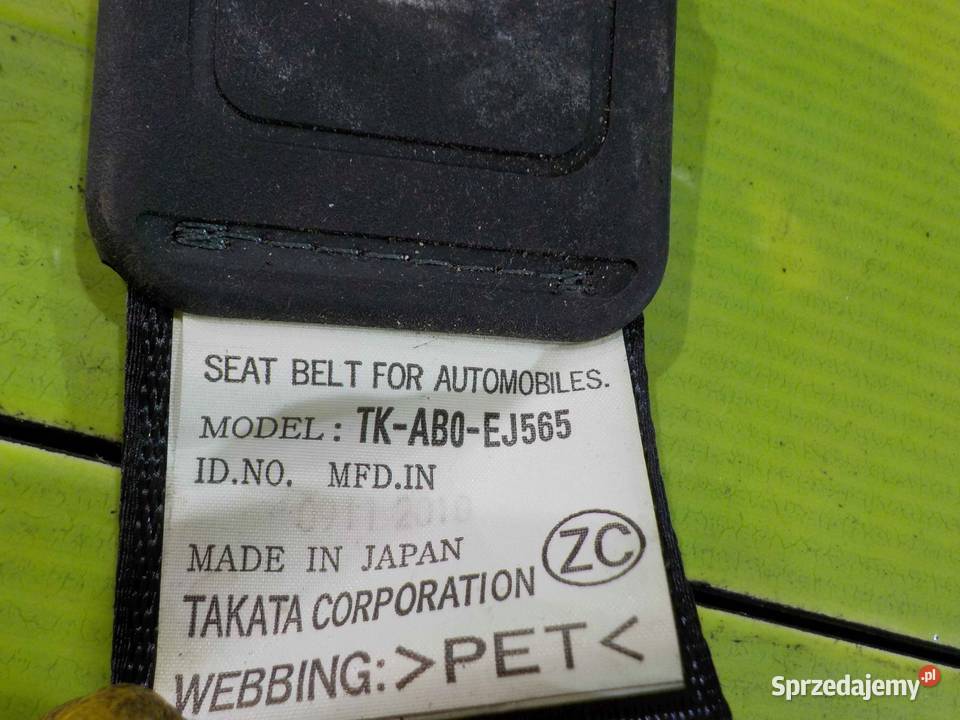 SEAT BELT FOR AUTOMOBILES.
MODEL: TK-AB0-EJ565
ID.NO. MFD.IN
MADE IN JAPAN
ZC
TAKATA CORPORATION
WEBBING: >PET<
Sprzedajemy.pl